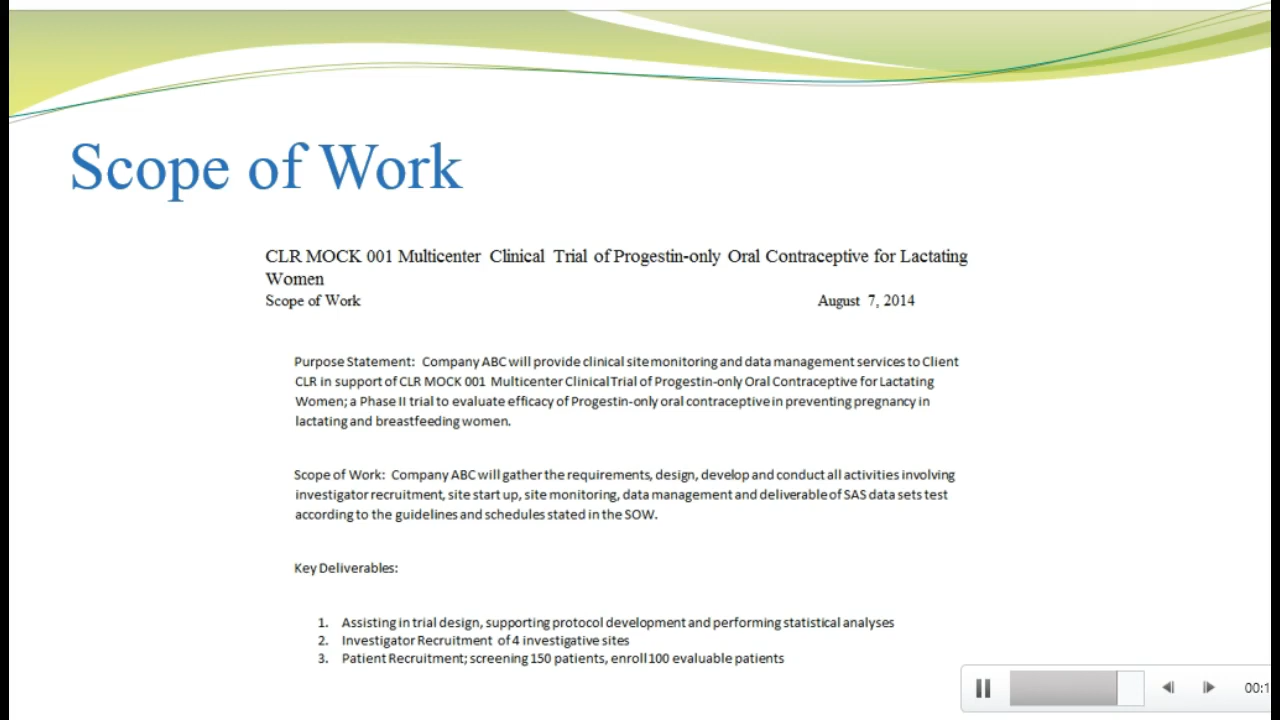 Scope of Work
CLR MOCK 001 Multicenter Clinical Trial of Progestin-only Oral Contraceptive for Lactating
Women
Scope of Work August 7, 2014
Purpose Statement: Company ABC will provide clinical site monitoring and data management services to Client
CLR in support of CLR MOCK 001 Multicenter Clinical Trial of Progestin-only Oral Contraceptive for Lactating
Women; a Phase II trial to evaluate efficacy of Progestin-only oral contraceptive in preventing pregnancy in
lactating and breastfeeding women.
Scope of Work: Company ABC will gather the requirements, design, develop and conduct all activities involving
investigator recruitment, site start up, site monitoring, data management and deliverable of SAS data sets test
according to the guidelines and schedules stated in the SOW.
Key Deliverables:
1. Assisting in trial design, supporting protocol development and performing statistical analyses
2. Investigator Recruitment of 4 investigative sites
3. Patient Recruitment; screening 150 patients, enroll 100 evaluable patients